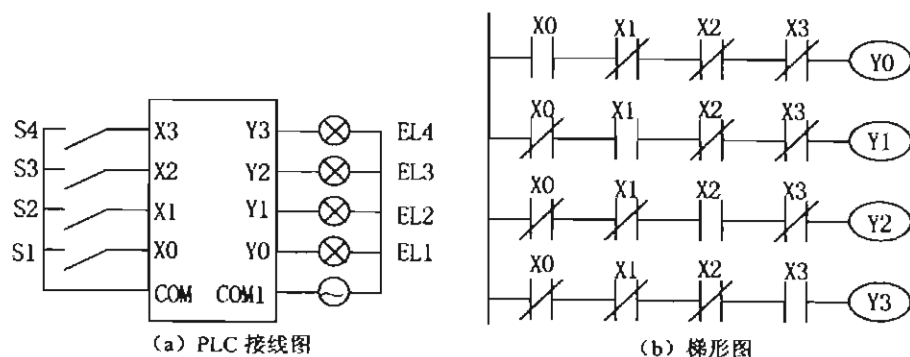 S4 X3 Y3 EL4
S3 X2 Y2 EL3
S2 X1 Y1 EL2
S1 X0 Y0 EL1
COM COM1
(a) PLC 接线图
X0 X1 X2 X3
Y0
X0 X1 X2 X3
Y1
X0 X1 X2 X3
Y2
X0 X1 X2 X3
Y3
(b) 梯形图